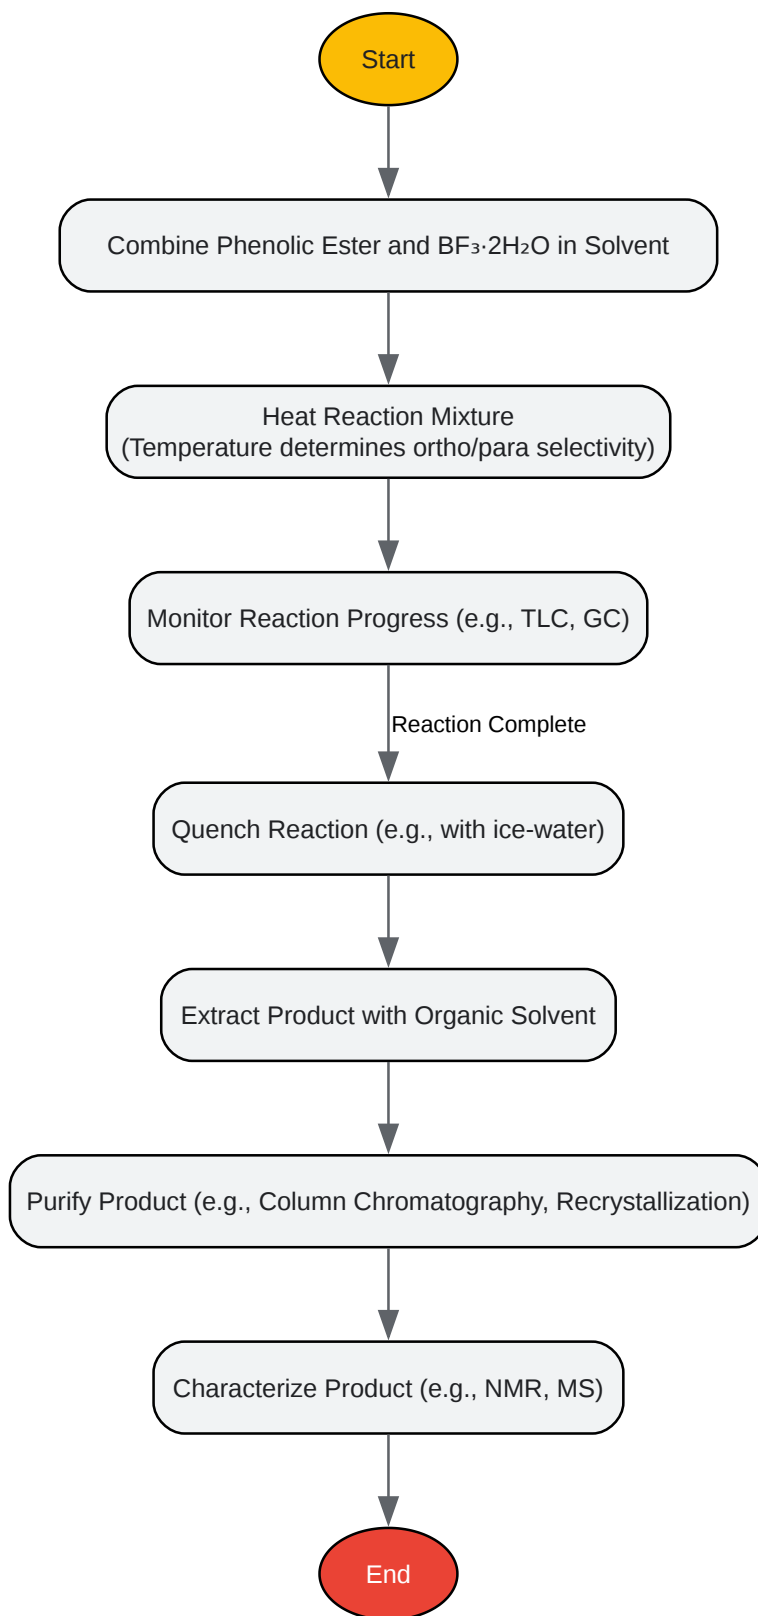 Start
Combine Phenolic Ester and BF₃·2H₂O in Solvent
Heat Reaction Mixture
(Temperature determines ortho/para selectivity)
Monitor Reaction Progress (e.g., TLC, GC)
Reaction Complete
Quench Reaction (e.g., with ice-water)
Extract Product with Organic Solvent
Purify Product (e.g., Column Chromatography, Recrystallization)
Characterize Product (e.g., NMR, MS)
End